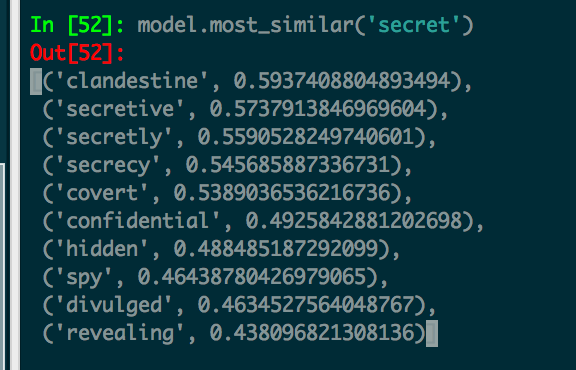 In [52]: model.most_similar('secret')
Out[52]:
[('clandestine', 0.5937408804893494),
('secretive', 0.5737913846969604),
('secretly', 0.5590528249740601),
('secrecy', 0.545685887336731),
('covert', 0.5389036536216736),
('confidential', 0.4925842881202698),
('hidden', 0.488485187292099),
('spy', 0.46438780426979065),
('divulged', 0.4634527564048767),
('revealing', 0.438096821308136)]